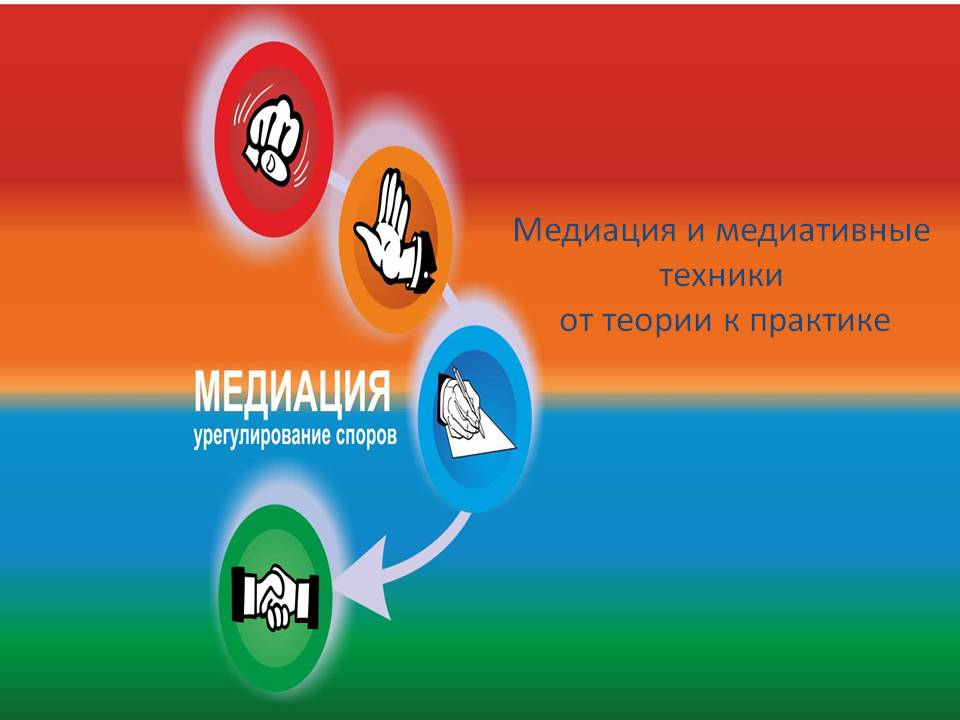 Медиация и медиативные
техники
от теории к практике
МЕДИАЦИЯ
урегулирование споров